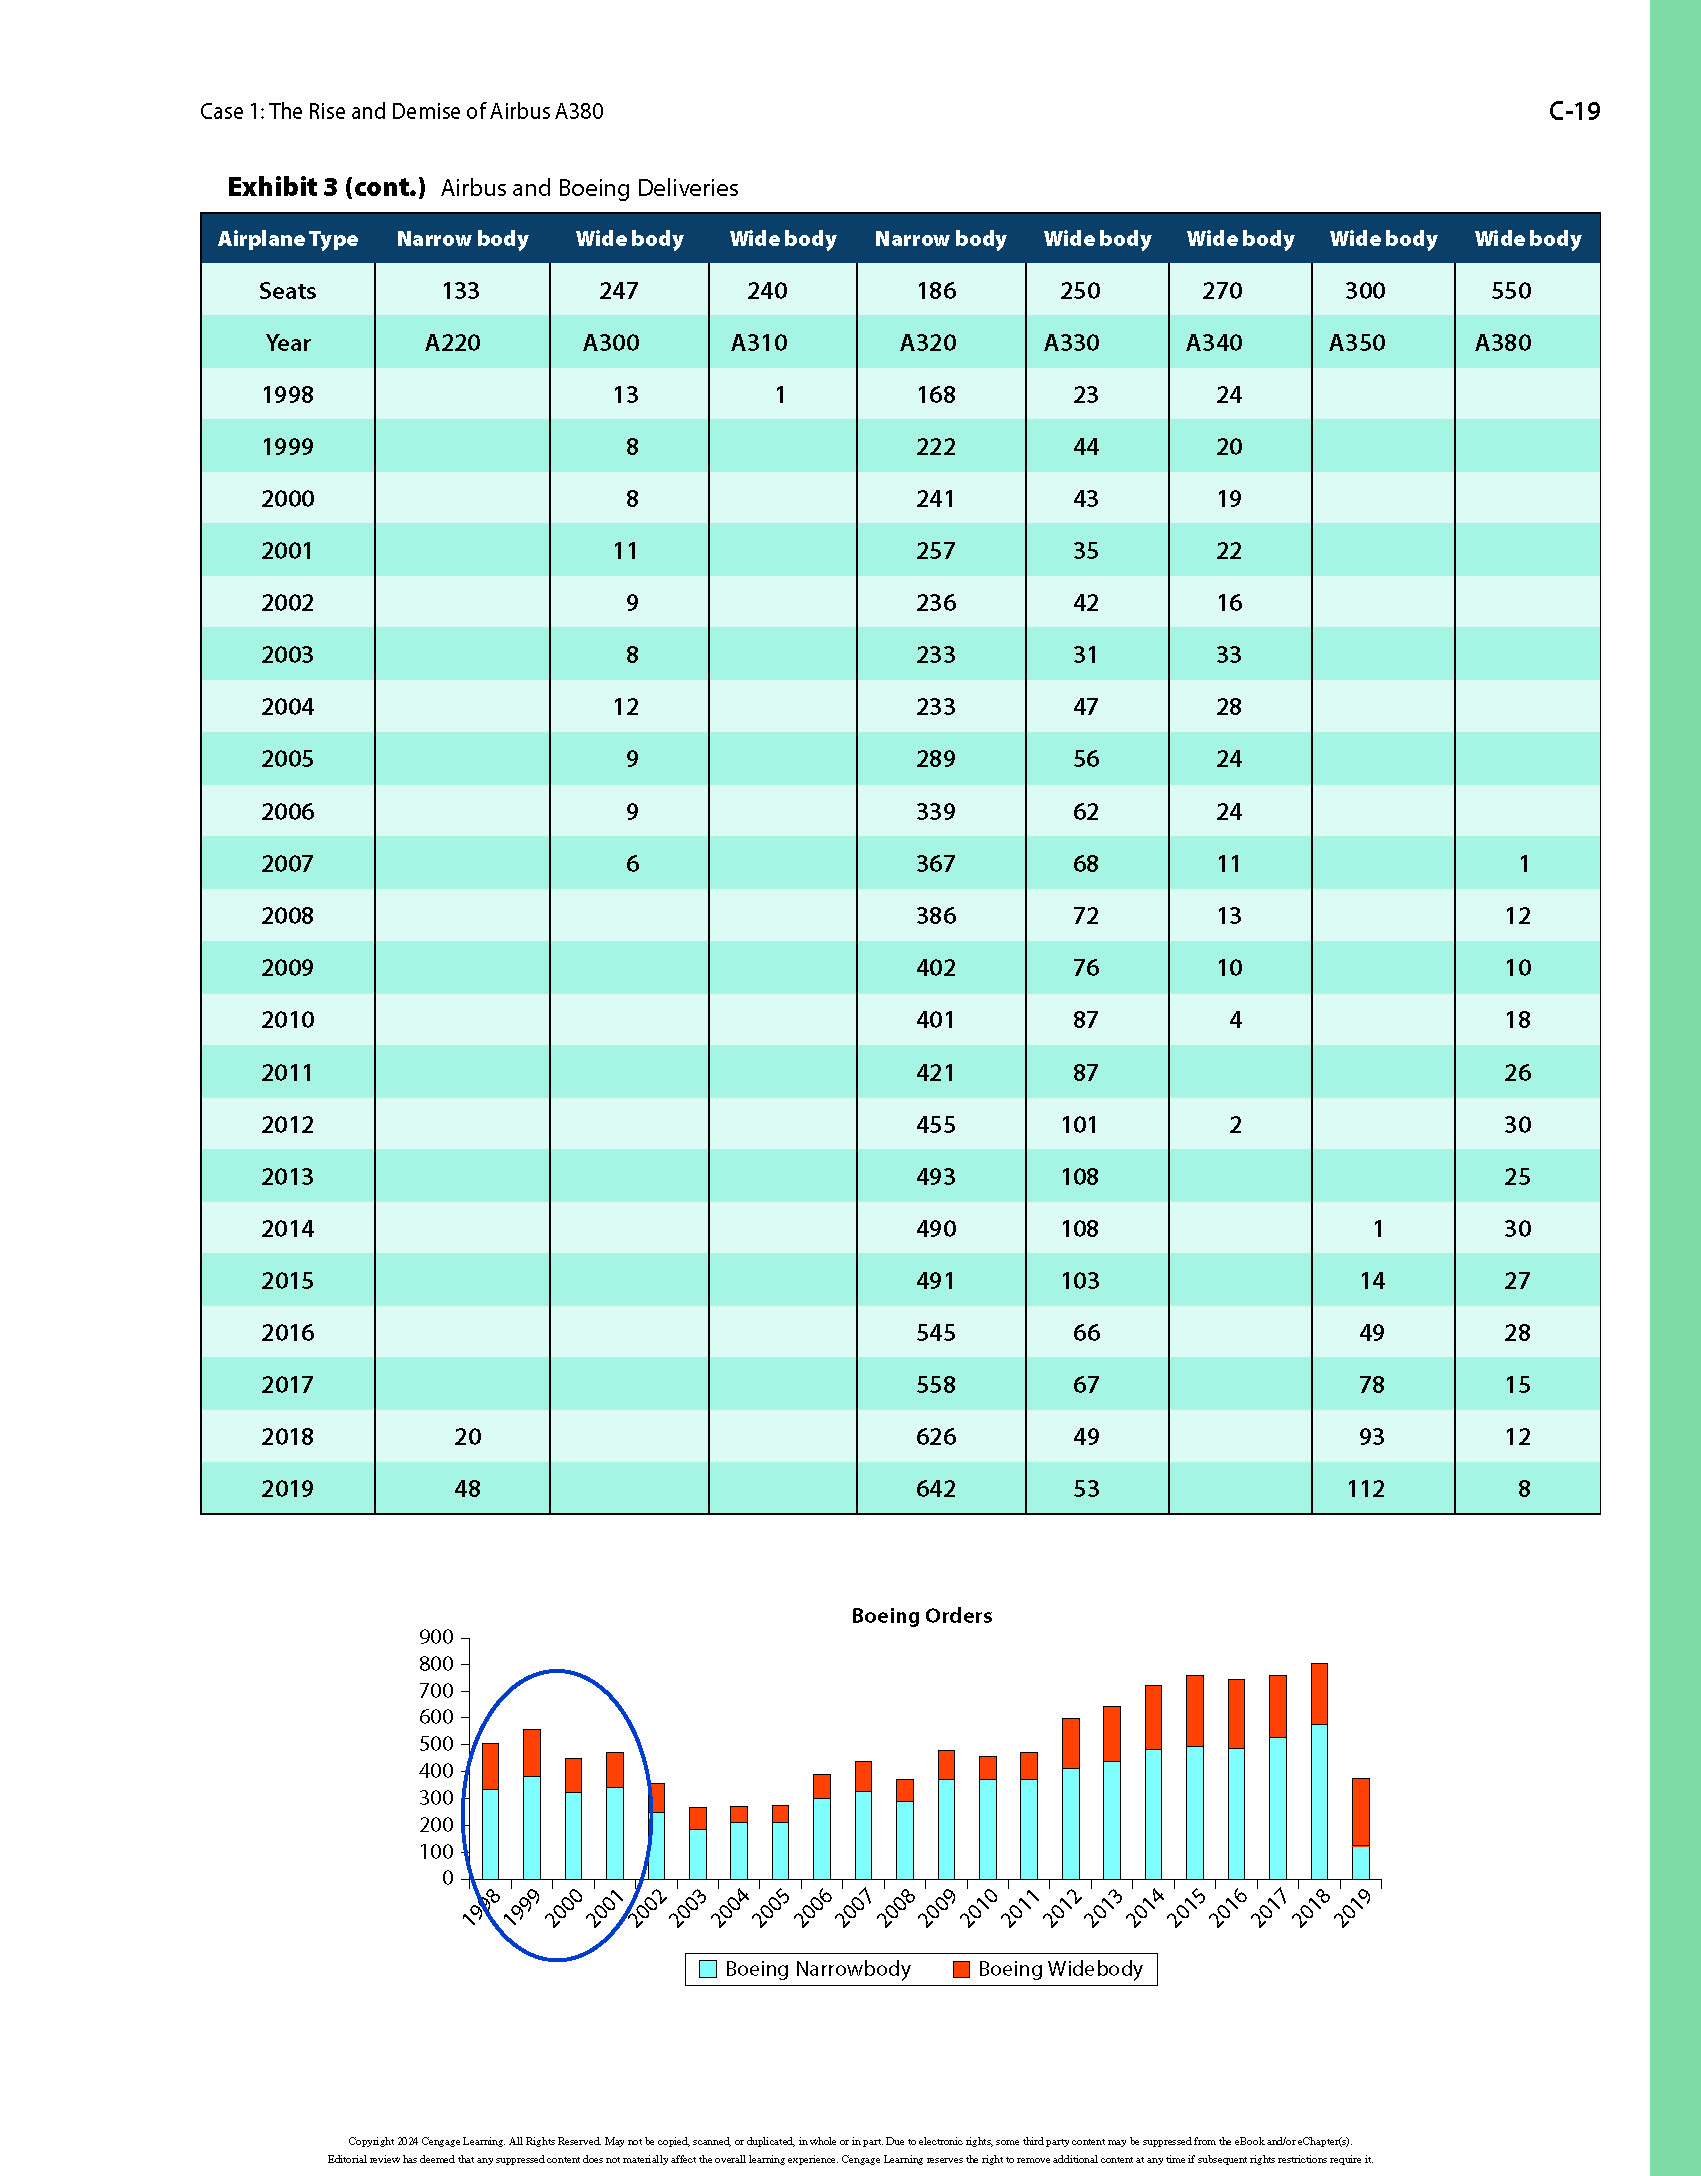 Case 1: The Rise and Demise of Airbus A380 C-19
Exhibit 3 (cont.) Airbus and Boeing Deliveries
Airplane Type Narrow body Wide body Wide body Narrow body Wide body Wide body Wide body Wide body
Seats 133 247 240 186 250 270 300 550
Year A220 A300 A310 A320 A330 A340 A350 A380
1998 13 1 168 23 24
1999 8 222 44 20
2000 8 241 43 19
2001 11 257 35 22
2002 9 236 42 16
2003 8 233 31 33
2004 12 233 47 28
2005 9 289 56 24
2006 9 339 62 24
2007 6 367 68 11 1
2008 386 72 13 12
2009 402 76 10 10
2010 401 87 4 18
2011 421 87 26
2012 455 101 2 30
2013 493 108 25
2014 490 108 1 30
2015 491 103 14 27
2016 545 66 49 28
2017 558 67 78 15
2018 20 626 49 93 12
2019 48 642 53 112 8
Boeing Orders
900
800
700
600
500
400
300
200
100
0
1998 1999 2000 2001 2002 2003 2004 2005 2006 2007 2008 2009 2010 2011 2012 2013 2014 2015 2016 2017 2018 2019
Boeing Narrowbody Boeing Widebody
Copyright 2024 Cengage Learning. All Rights Reserved. May not be copied, scanned, or duplicated, in whole or in part. Due to electronic rights, some third party content may be suppressed from the eBook and/or eChapter(s).
Editorial review has deemed that any suppressed content does not materially affect the overall learning experience. Cengage Learning reserves the right to remove additional content at any time if subsequent rights restrictions require it.